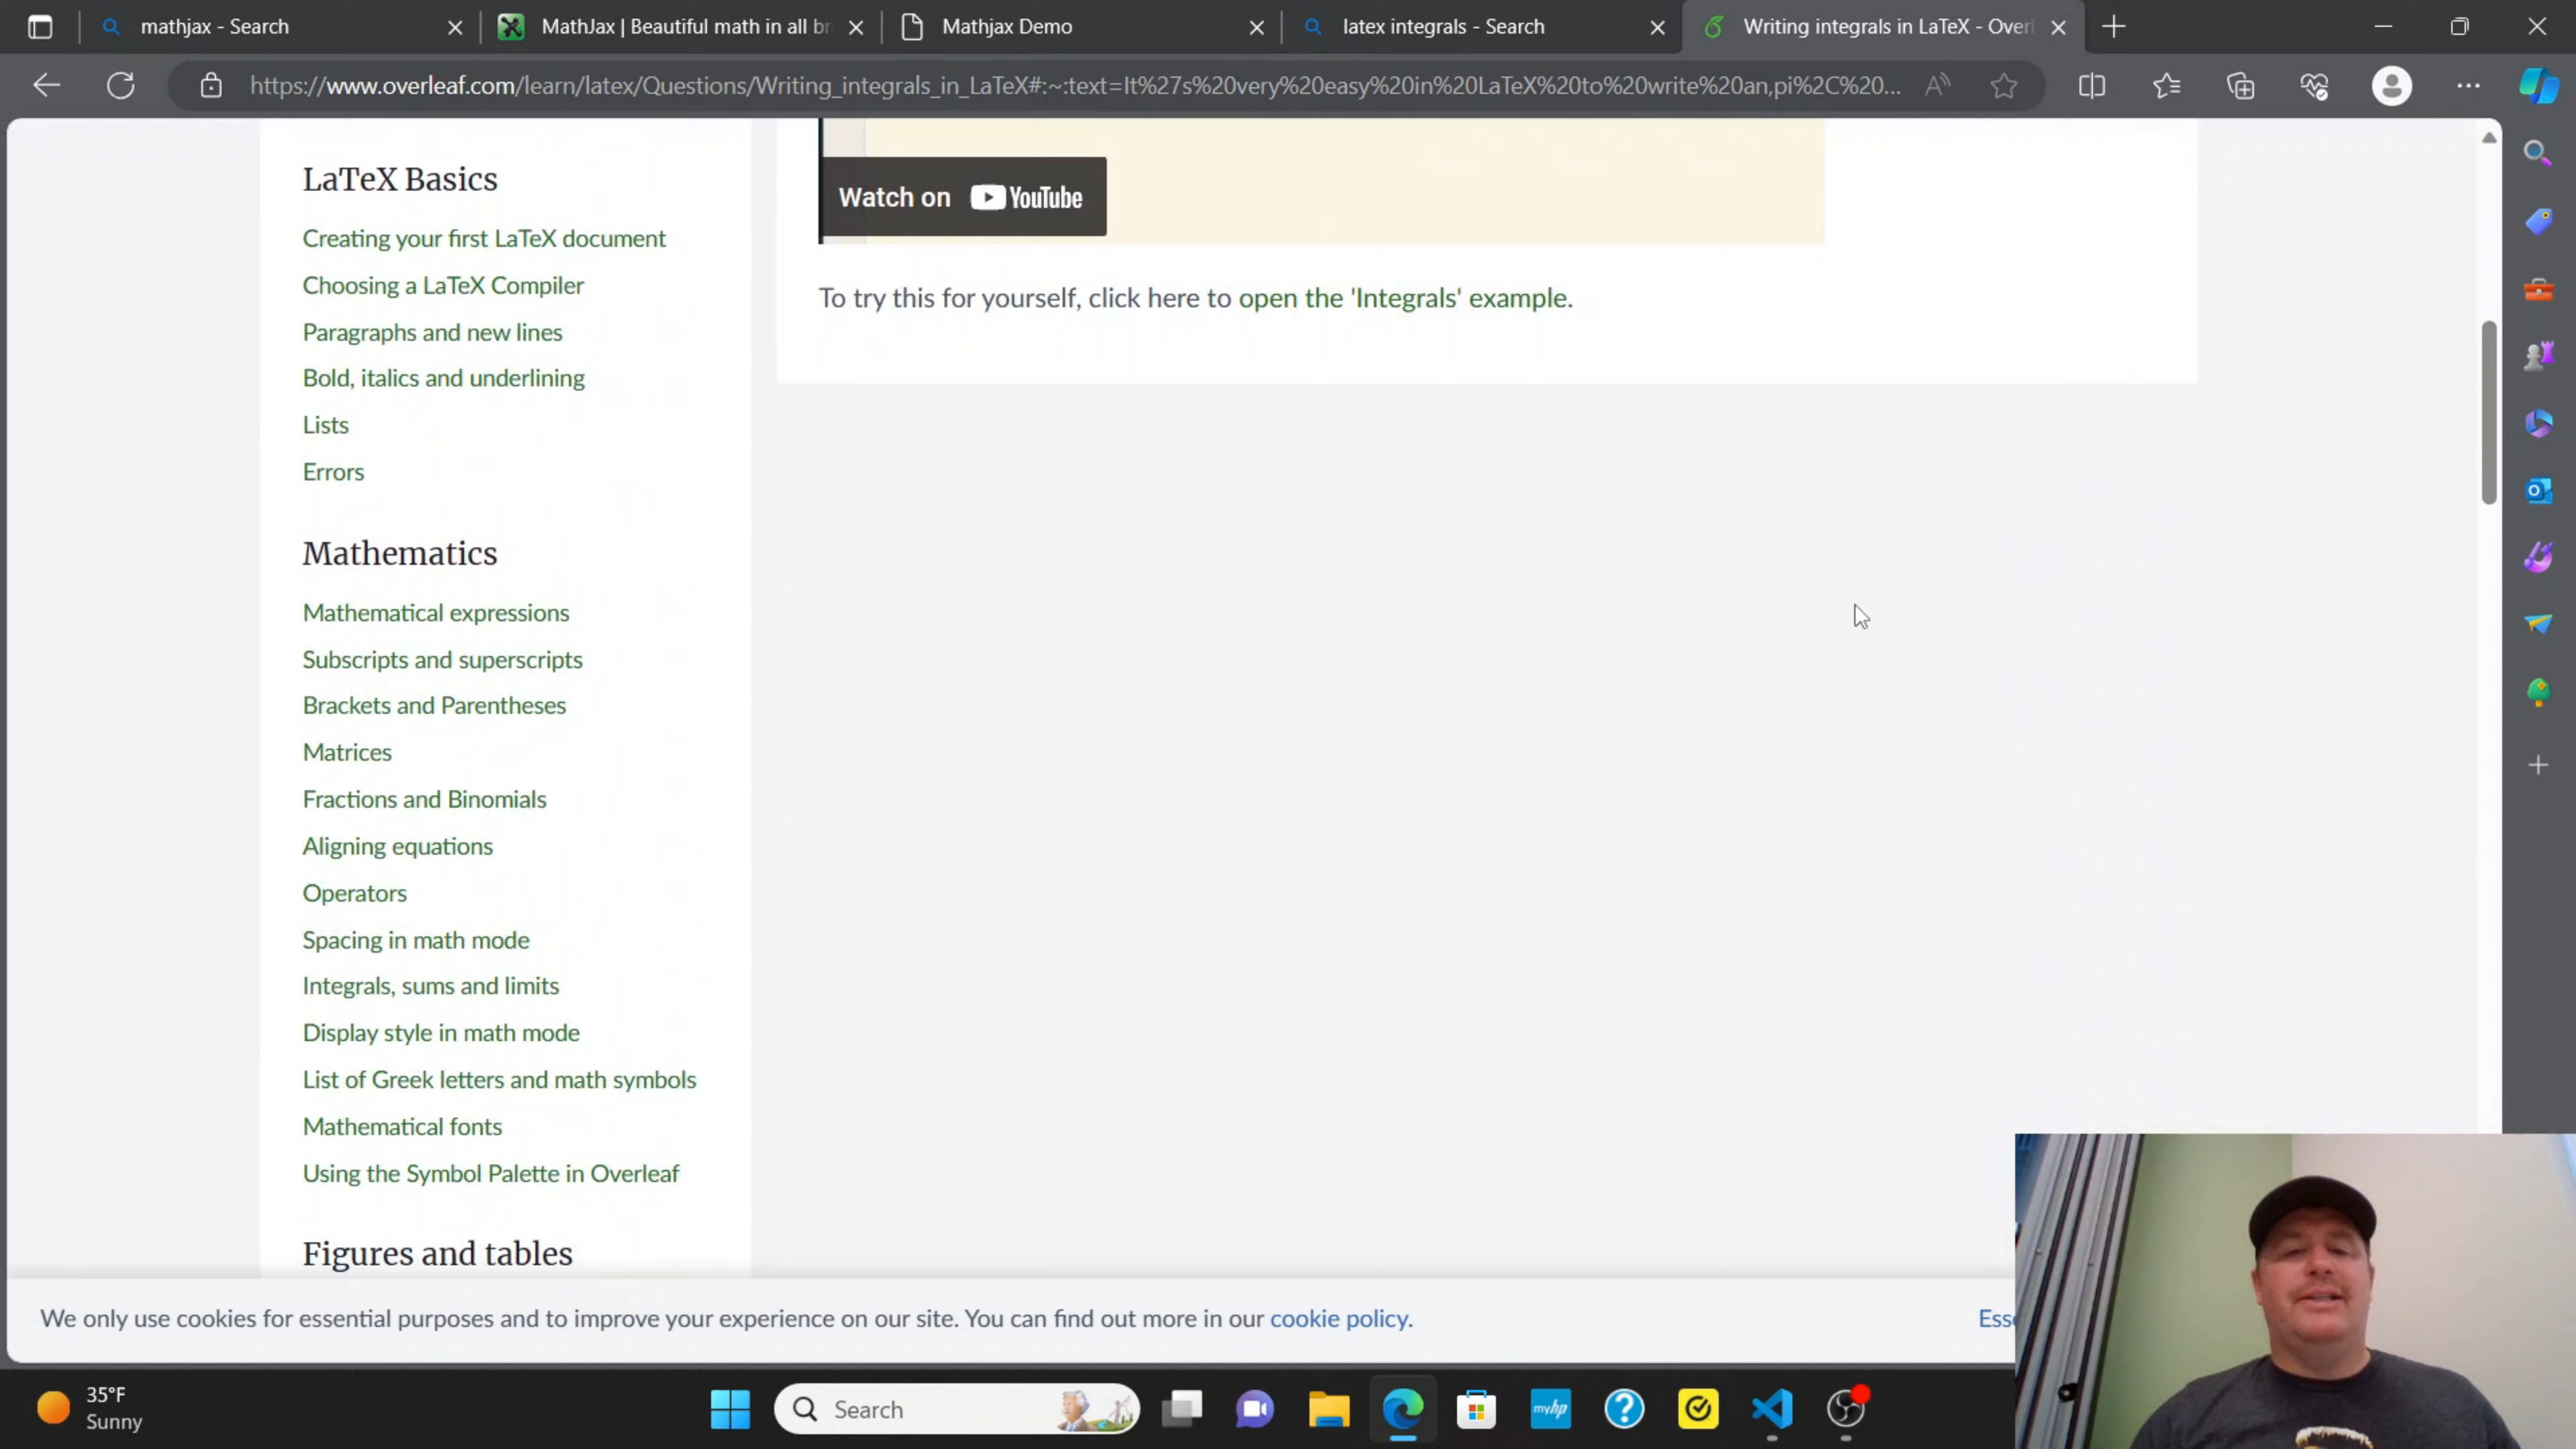 mathjax - Search
MathJax | Beautiful math in all br
Mathjax Demo
latex integrals - Search
Writing integrals in LaTeX - Overl
https://www.overleaf.com/learn/latex/Questions/Writing_integrals_in_LaTeX#:~:text=It%27s%20very%20easy%20in%20LaTeX%20to%20write%20an,pi%2C%20...
LaTeX Basics
Creating your first LaTeX document
Choosing a LaTeX Compiler
Paragraphs and new lines
Bold, italics and underlining
Lists
Errors
Mathematics
Mathematical expressions
Subscripts and superscripts
Brackets and Parentheses
Matrices
Fractions and Binomials
Aligning equations
Operators
Spacing in math mode
Integrals, sums and limits
Display style in math mode
List of Greek letters and math symbols
Mathematical fonts
Using the Symbol Palette in Overleaf
Figures and tables
Watch on YouTube
To try this for yourself, click here to open the 'Integrals' example.
We only use cookies for essential purposes and to improve your experience on our site. You can find out more in our cookie policy.
Ess
35°F
Sunny
Search
myhp